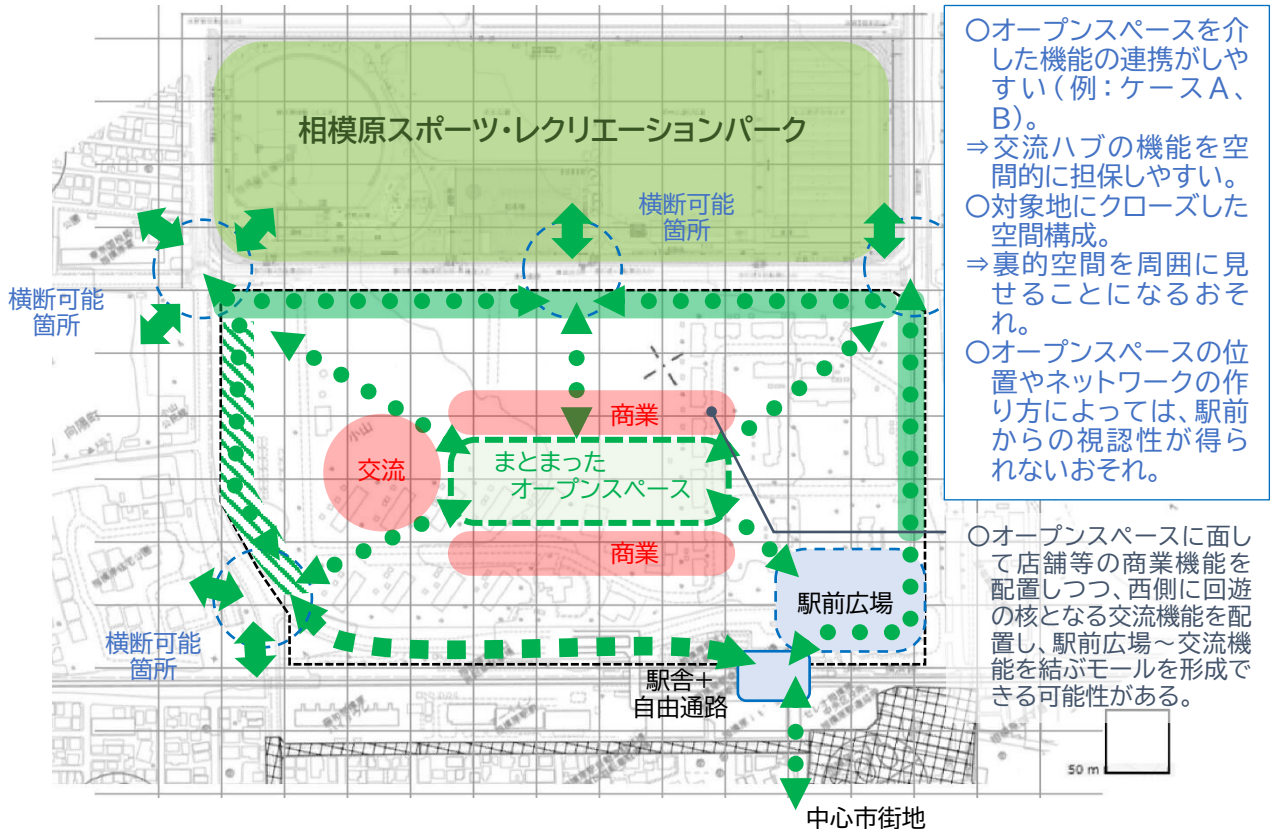 相模原スポーツ・レクリエーションパーク
横断可能
箇所
横断可能
箇所
商業
交流
まとまった
オープンスペース
商業
駅前広場
横断可能
箇所
駅舎＋
自由通路
中心市街地
小山
向陽町
50 m
〇オープンスペースを介
した機能の連携がしや
すい（例：ケースA、
B）。
⇒交流ハブの機能を空
間的に担保しやすい。
〇対象地にクローズした
空間構成。
⇒裏的空間を周囲に見
せることになるおそ
れ。
〇オープンスペースの位
置やネットワークの作
り方によっては、駅前
からの視認性が得ら
れないおそれ。
〇オープンスペースに面し
て店舗等の商業機能を
配置しつつ、西側に回遊
の核となる交流機能を配
置し、駅前広場～交流機
能を結ぶモールを形成で
きる可能性がある。